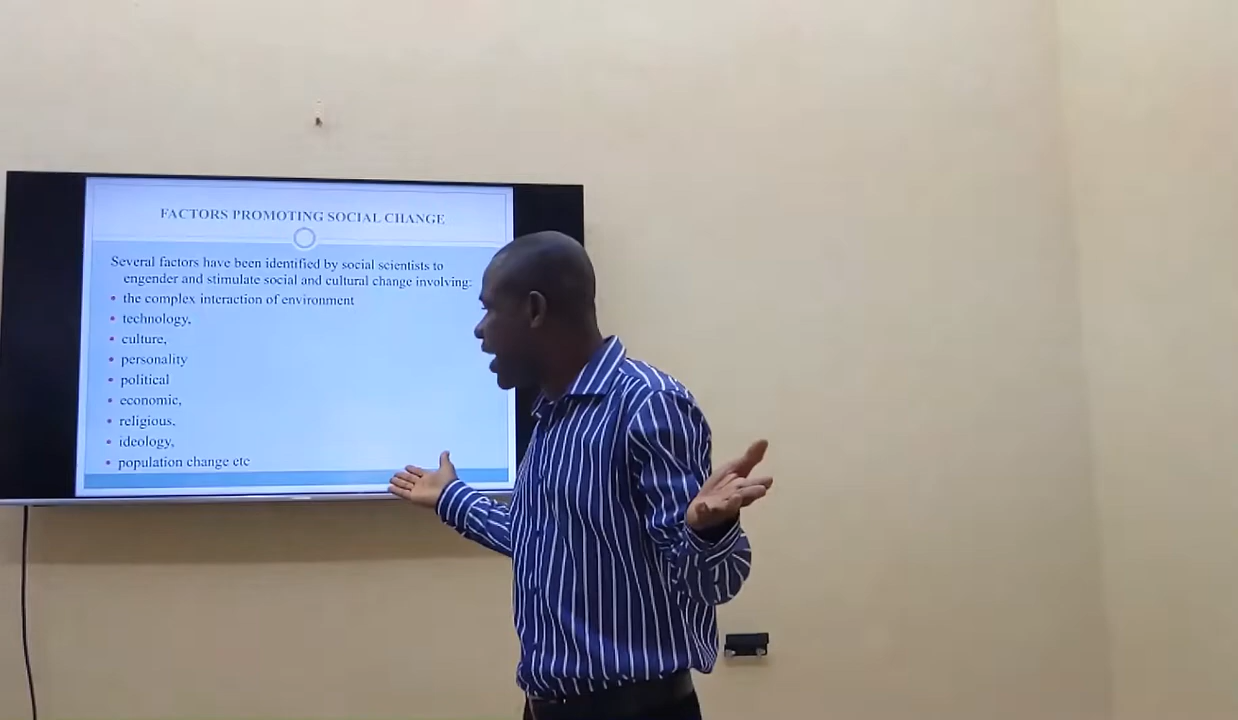 FACTORS PROMOTING SOCIAL CHANGE
Several factors have been identified by social scientists to
engender and stimulate social and cultural change involving:
• the complex interaction of environment
• technology,
• culture,
• personality
• political
• economic,
• religious,
• ideology,
• population change etc